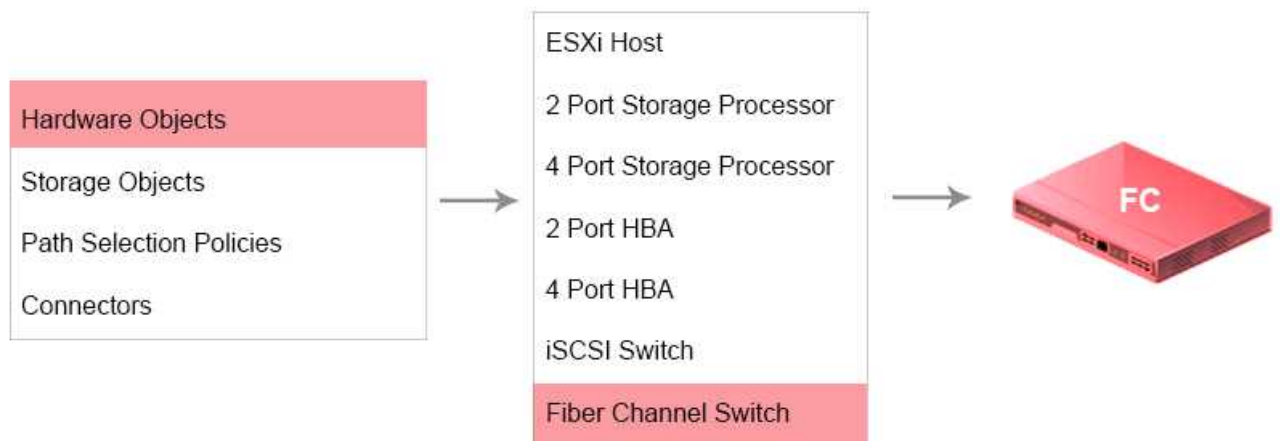 Hardware Objects
Storage Objects
Path Selection Policies
Connectors
ESXi Host
2 Port Storage Processor
4 Port Storage Processor
2 Port HBA
4 Port HBA
iSCSI Switch
Fiber Channel Switch
FC